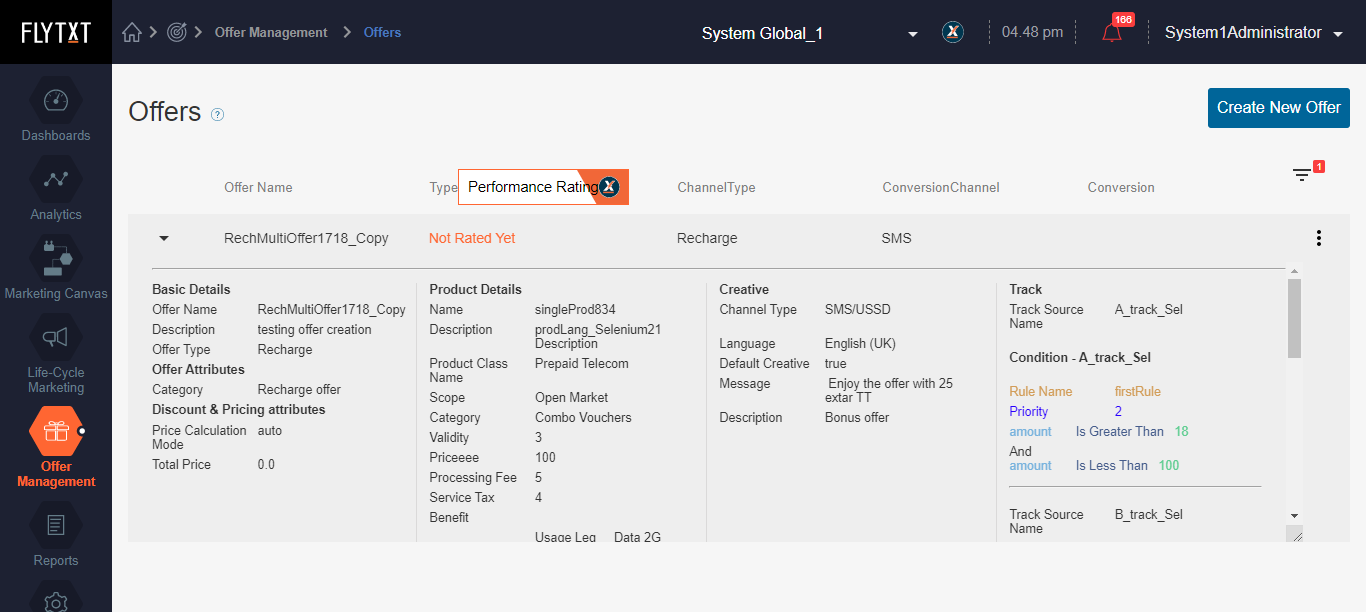 FLYTXT
Offer Management
Offers
System Global_1
X
04.48 pm
166
System1Administrator
Dashboards
Analytics
Marketing Canvas
Life-Cycle
Marketing
Offer
Management
Reports
Offers ?
Create New Offer
Offer Name
Type
Performance Rating
X
ChannelType
ConversionChannel
Conversion
1
RechMultiOffer1718_Copy
Not Rated Yet
Recharge
SMS
Basic Details
Offer Name RechMultiOffer1718_Copy
Description testing offer creation
Offer Type Recharge
Offer Attributes
Category Recharge offer
Discount & Pricing attributes
Price Calculation auto
Mode
Total Price 0.0
Product Details
Name singleProd834
Description prodLang_Selenium21
Description
Product Class Prepaid Telecom
Name
Scope Open Market
Category Combo Vouchers
Validity 3
Priceeee 100
Processing Fee 5
Service Tax 4
Benefit
Usage Leg Data 2G
Creative
Channel Type SMS/USSD
Language English (UK)
Default Creative true
Message Enjoy the offer with 25
extar TT
Description Bonus offer
Track
Track Source A_track_Sel
Name
Condition - A_track_Sel
Rule Name firstRule
Priority 2
amount Is Greater Than 18
And
amount Is Less Than 100
Track Source B_track_Sel
Name